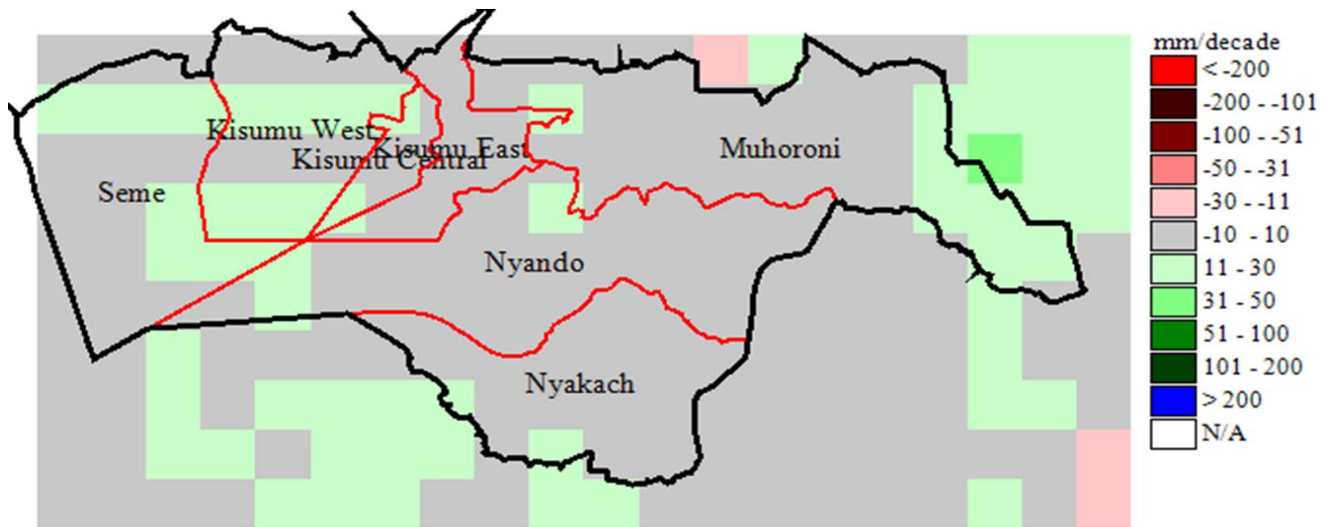 mm/decade
< -200
-200 - -101
-100 - -51
-50 - -31
-30 - -11
-10 - 10
11 - 30
31 - 50
51 - 100
101 - 200
> 200
N/A
Kisumu West
Kisumu East
Kisumu Central
Muhoroni
Seme
Nyando
Nyakach